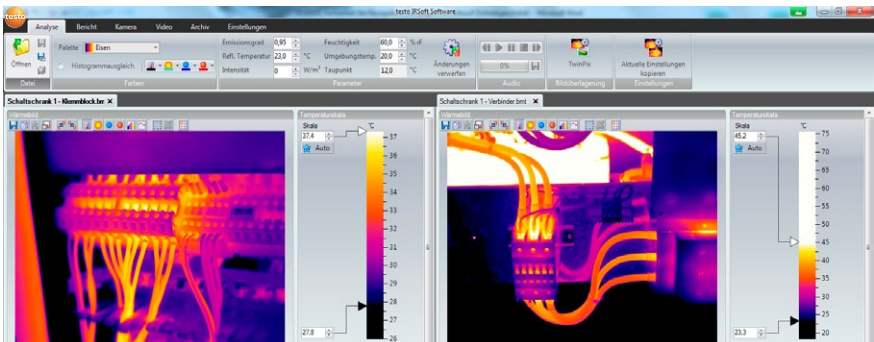 testo IRSoft Software
testo
Analyse Bericht Kamera Video Archiv Einstellungen
Öffnen
Datei
Palette Eisen
Histogrammausgleich
Farben
Emissionsgrad 0,95
Refl. Temperatur 23,0 °C
Intensität 0 W/m²
Feuchtigkeit 60,0 % rF
Umgebungstemp. 20,0 °C
Taupunkt 12,0 °C
Parameter
Änderungen
verwerfen
0%
Audio
TwinPix
Bildüberlagerung
Aktuelle Einstellungen
kopieren
Einstellungen
Schaltschrank 1 - Klemmblock.bmt
Wärmebild
Temperaturskala
Skala °C
37.4
Auto
37
36
35
34
33
32
31
30
29
28
27
26
27,8
Schaltschrank 1 - Verbinder.bmt
Wärmebild
Temperaturskala
Skala °C
45.2
Auto
75
70
65
60
55
50
45
40
35
30
25
20
23,3